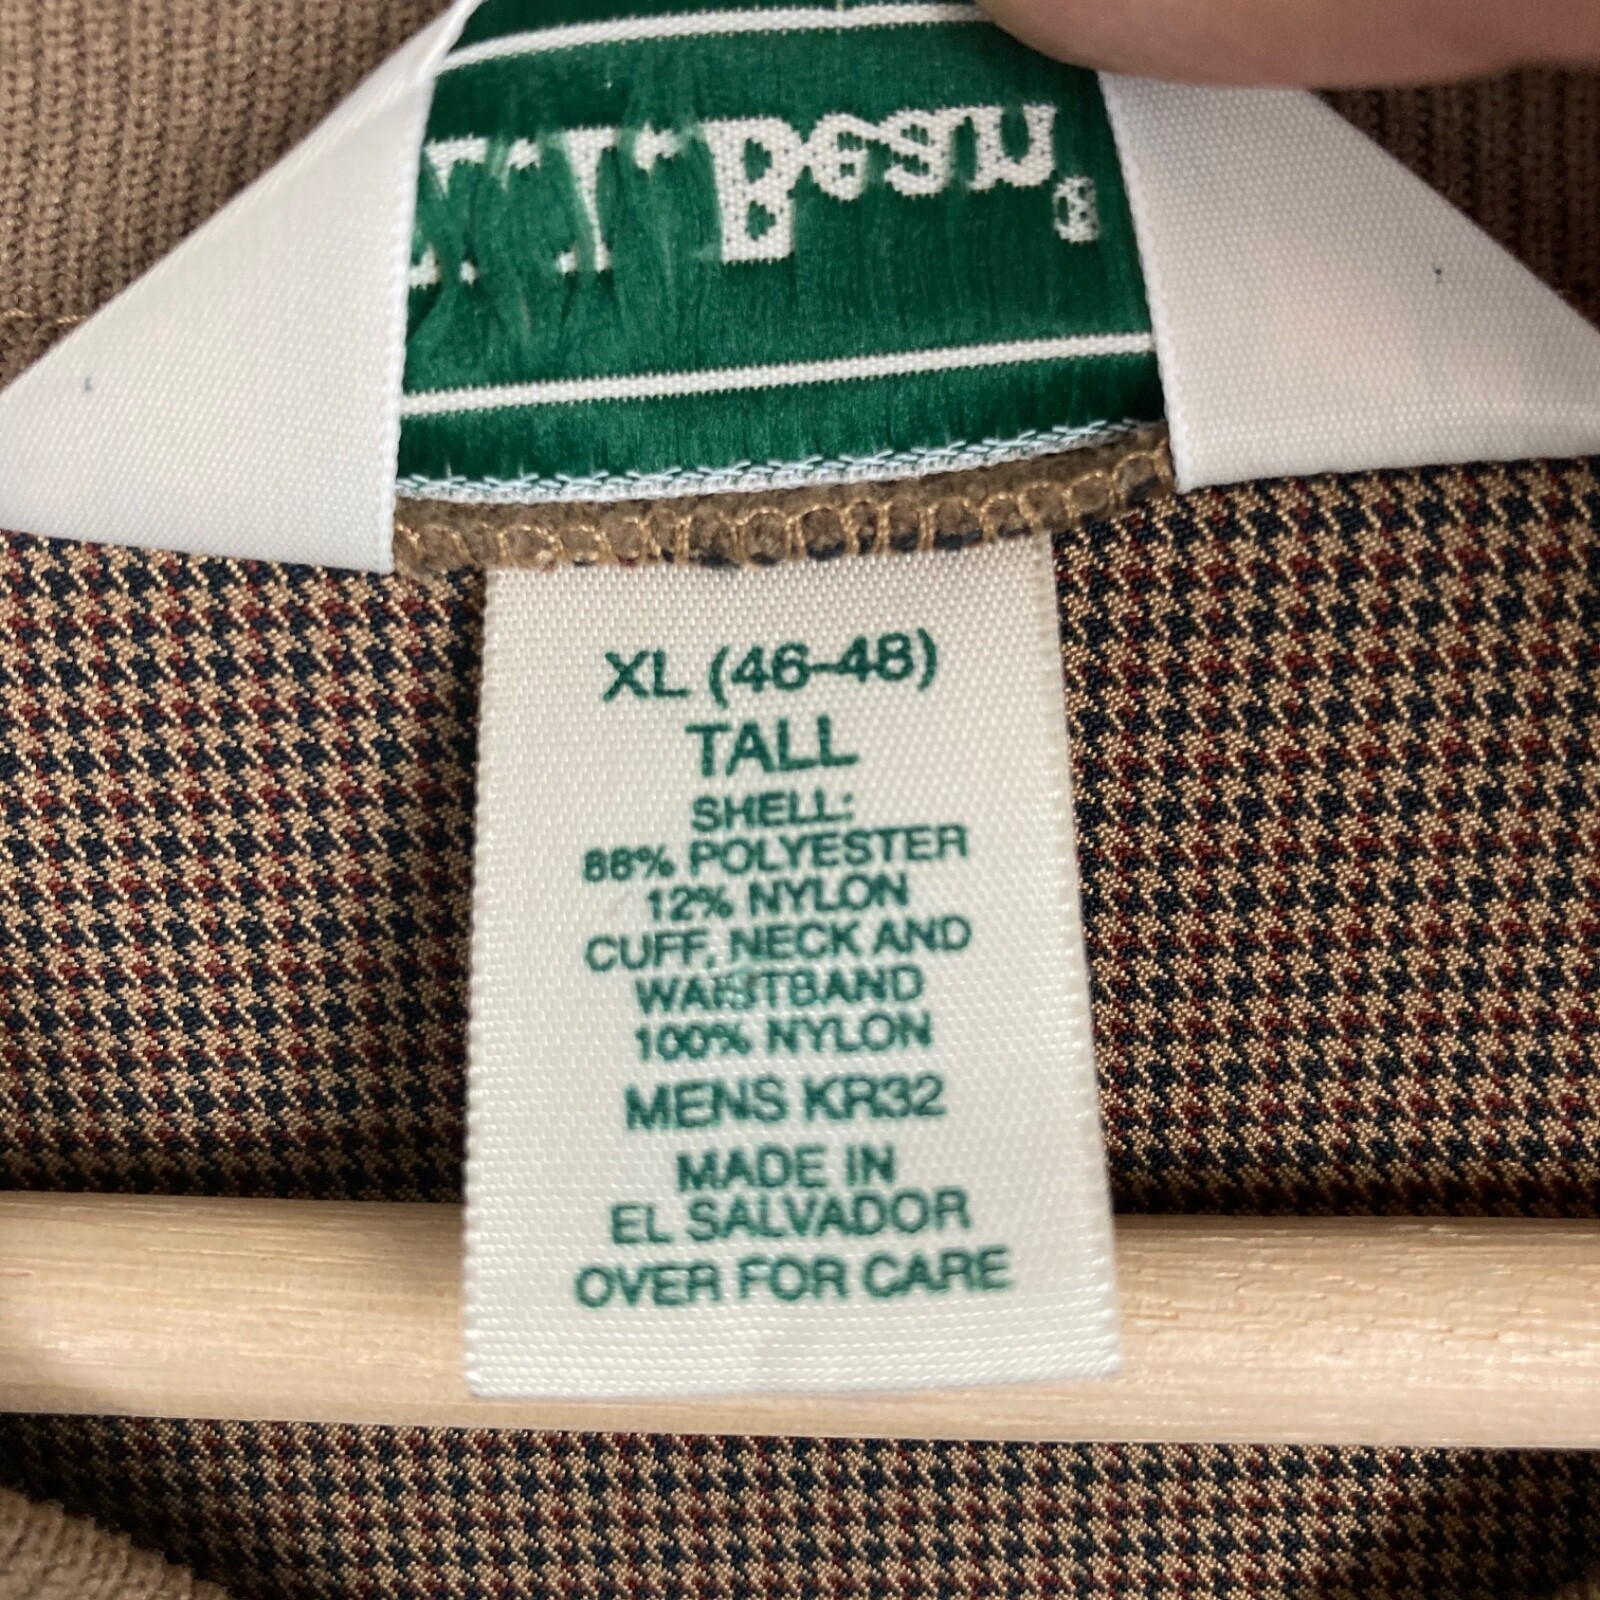 L.L.Bean®
XL (46-48)
TALL
SHELL:
88% POLYESTER
12% NYLON
CUFF, NECK AND
WAISTBAND
100% NYLON
MENS KR32
MADE IN
EL SALVADOR
OVER FOR CARE